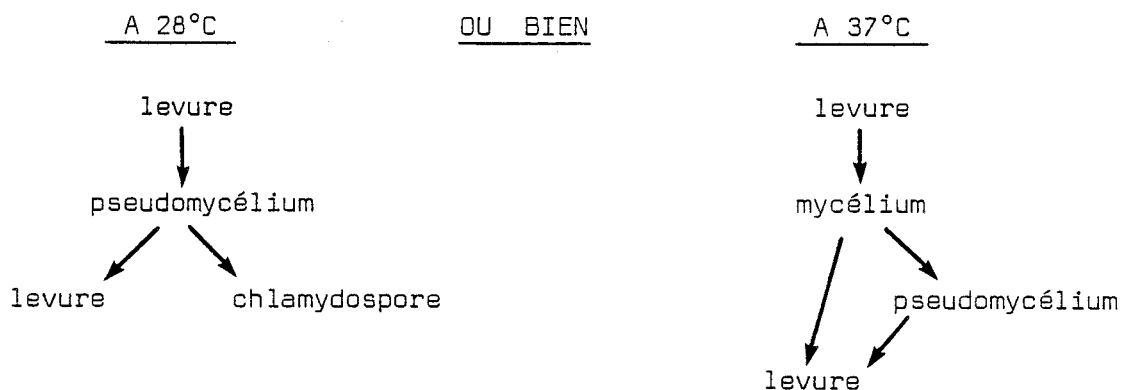 A 28°C OU BIEN A 37°C
levure levure
pseudomycélium mycélium
levure chlamydospore pseudomycélium
levure